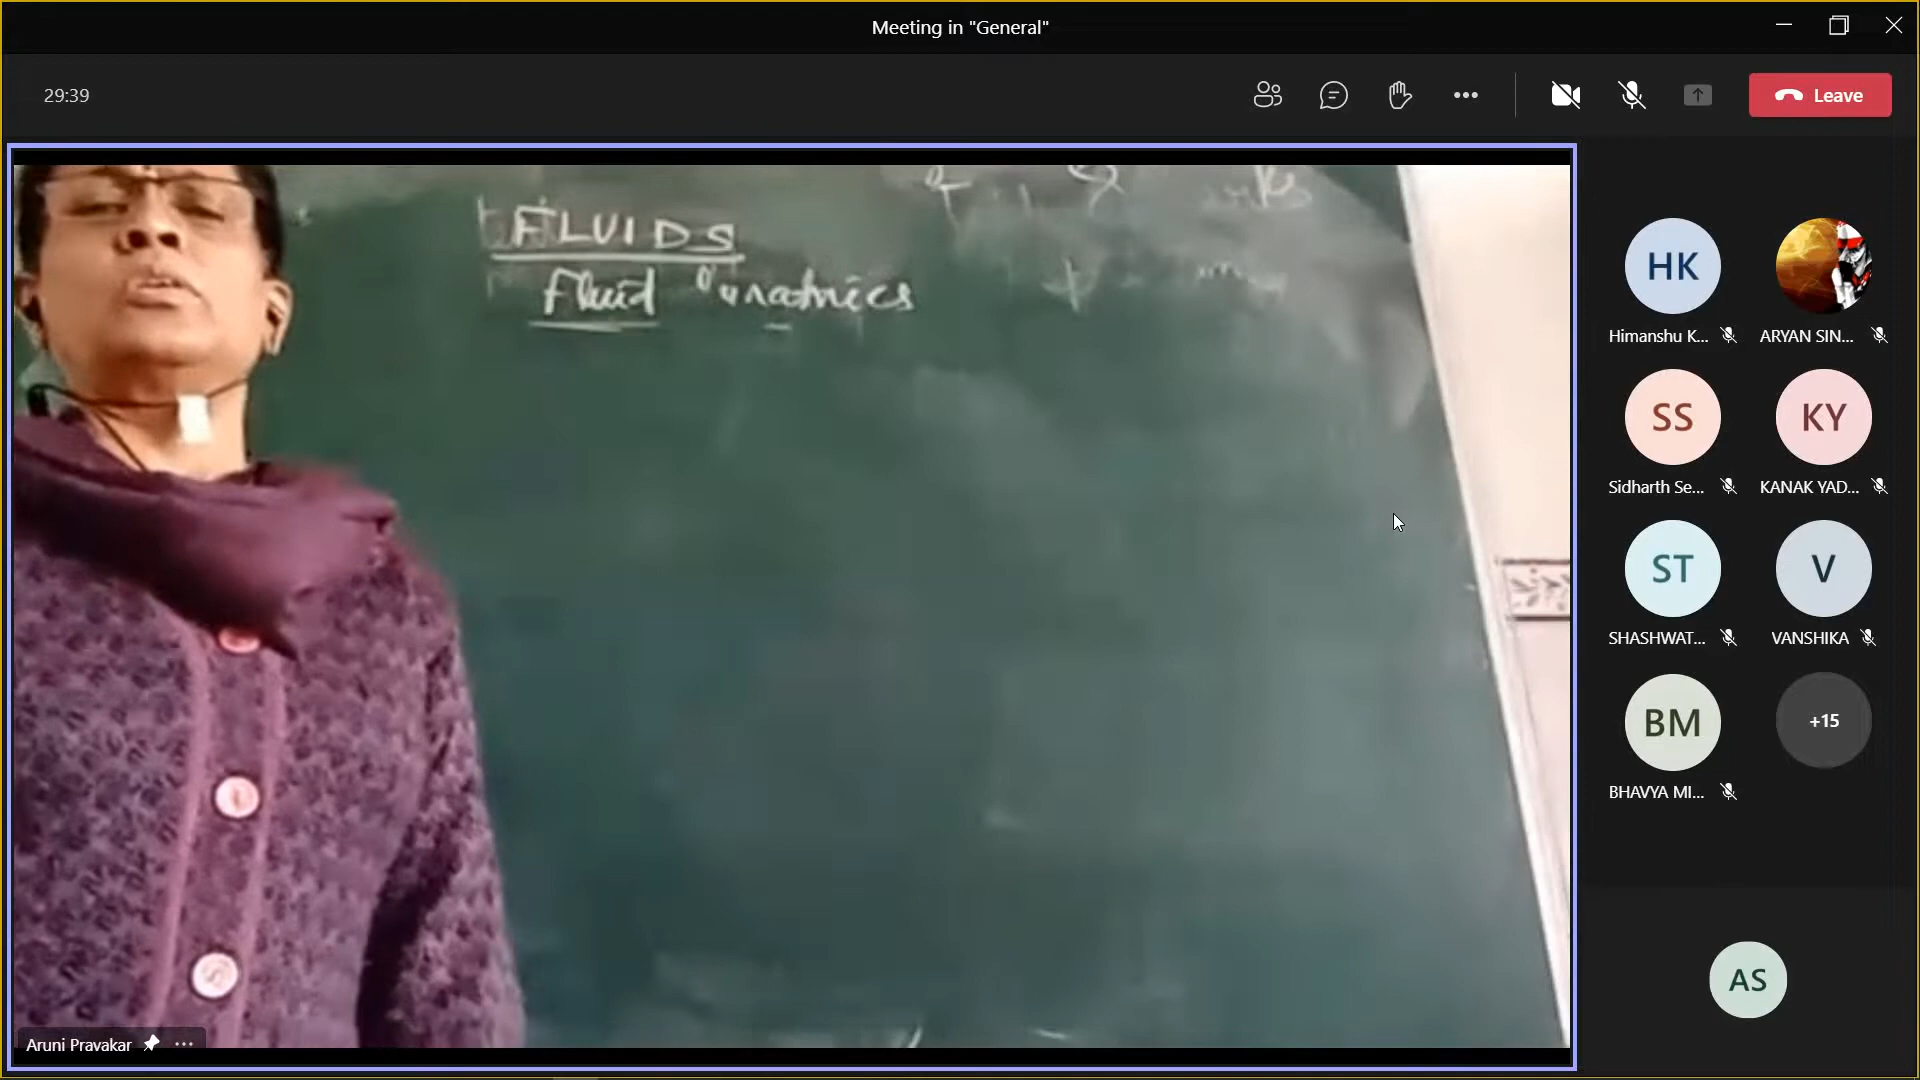 Meeting in "General"
29:39
Leave
FLUIDS
Fluid
HK
Himanshu K...
ARYAN SIN...
SS
Sidharth Se...
KY
KANAK YAD...
ST
SHASHWAT...
V
VANSHIKA
BM
BHAVYA MI...
+15
AS
Aruni Pravakar